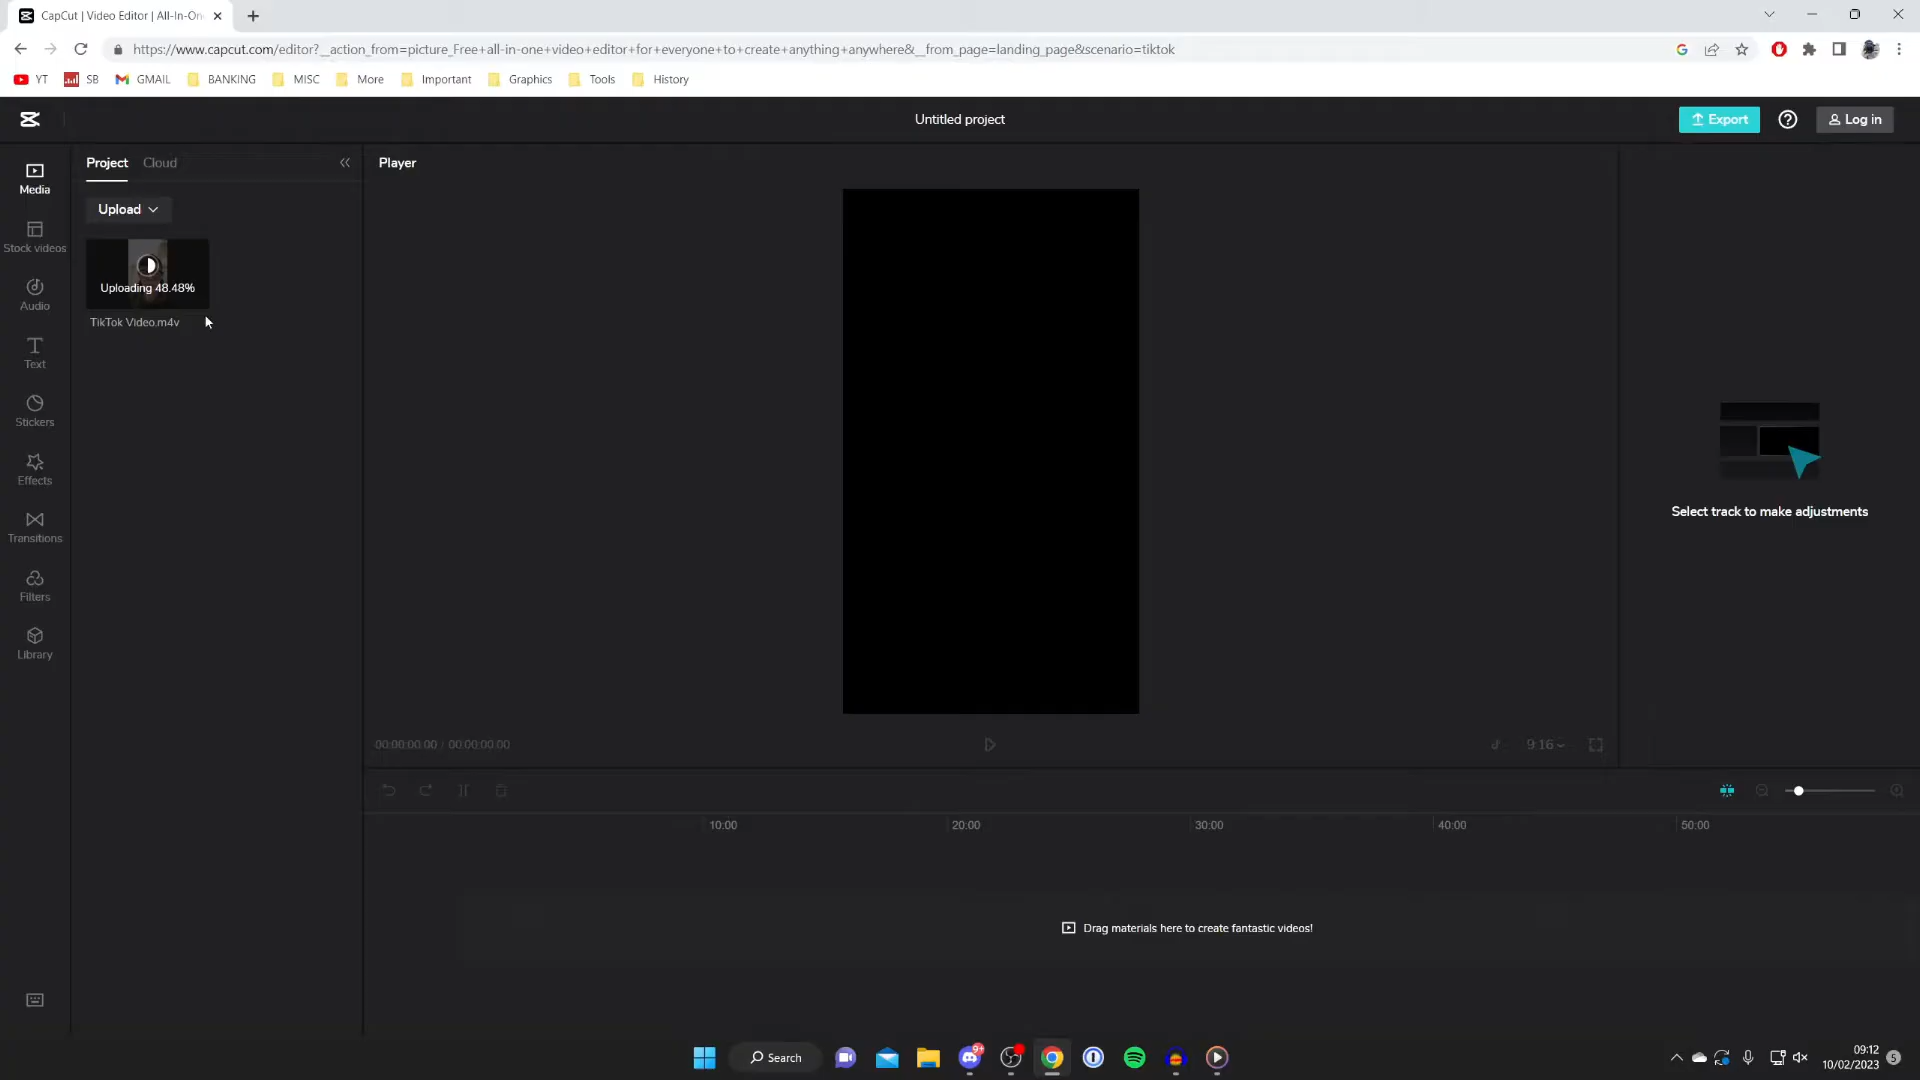 CapCut | Video Editor | All-In-On
https://www.capcut.com/editor?__action_from=picture_Free+all-in-one+video+editor+for+everyone+to+create+anything+anywhere&__from_page=landing_page&scenario=tiktok
YT SB GMAIL BANKING MISC More Important Graphics Tools History
Untitled project
Export
Log in
Media
Stock videos
Audio
Text
Stickers
Effects
Transitions
Filters
Library
Project Cloud
Upload
Uploading 48.48%
TikTok Video.m4v
Player
00:00:00:00 / 00:00:00:00
9:16
Select track to make adjustments
10:00 20:00 30:00 40:00 50:00
Drag materials here to create fantastic videos!
Search
9+
09:12
10/02/2023
5